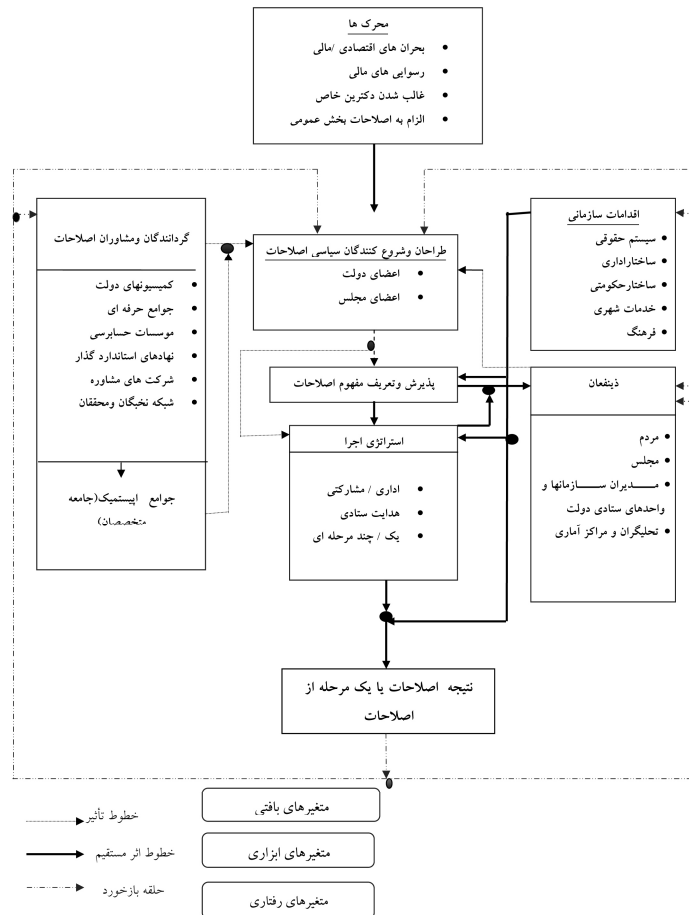 محرک ها
بحران های اقتصادی /مالی
رسوایی های مالی
غالب شدن دکترین خاص
الزام به اصلاحات بخش عمومی
گردانندگان ومشاوران اصلاحات
کمیسیونهای دولت
جوامع حرفه ای
موسسات حسابرسی
نهادهای استاندارد گذار
شرکت های مشاوره
شبکه نخبگان ومحققان
جوامع اپیستمیک(جامعه
متخصصان)
طراحان وشروع کنندگان سیاسی اصلاحات
اعضای دولت
اعضای مجلس
پذیرش وتعریف مفهوم اصلاحات
استراتژی اجرا
اداری / مشارکتی
هدایت ستادی
یک / چند مرحله ای
اقدامات سازمانی
سیستم حقوقی
ساختاراداری
ساختارحکومتی
خدمات شهری
فرهنگ
ذینفعان
مردم
مجلس
مــدیران ســـازمانها و
واحدهای ستادی دولت
تحلیگران و مراکز آماری
نتیجه اصلاحات یا یک مرحله از
اصلاحات
خطوط تأثیر
خطوط اثر مستقیم
حلقه بازخورد
متغیرهای بافتی
متغیرهای ابزاری
متغیرهای رفتاری